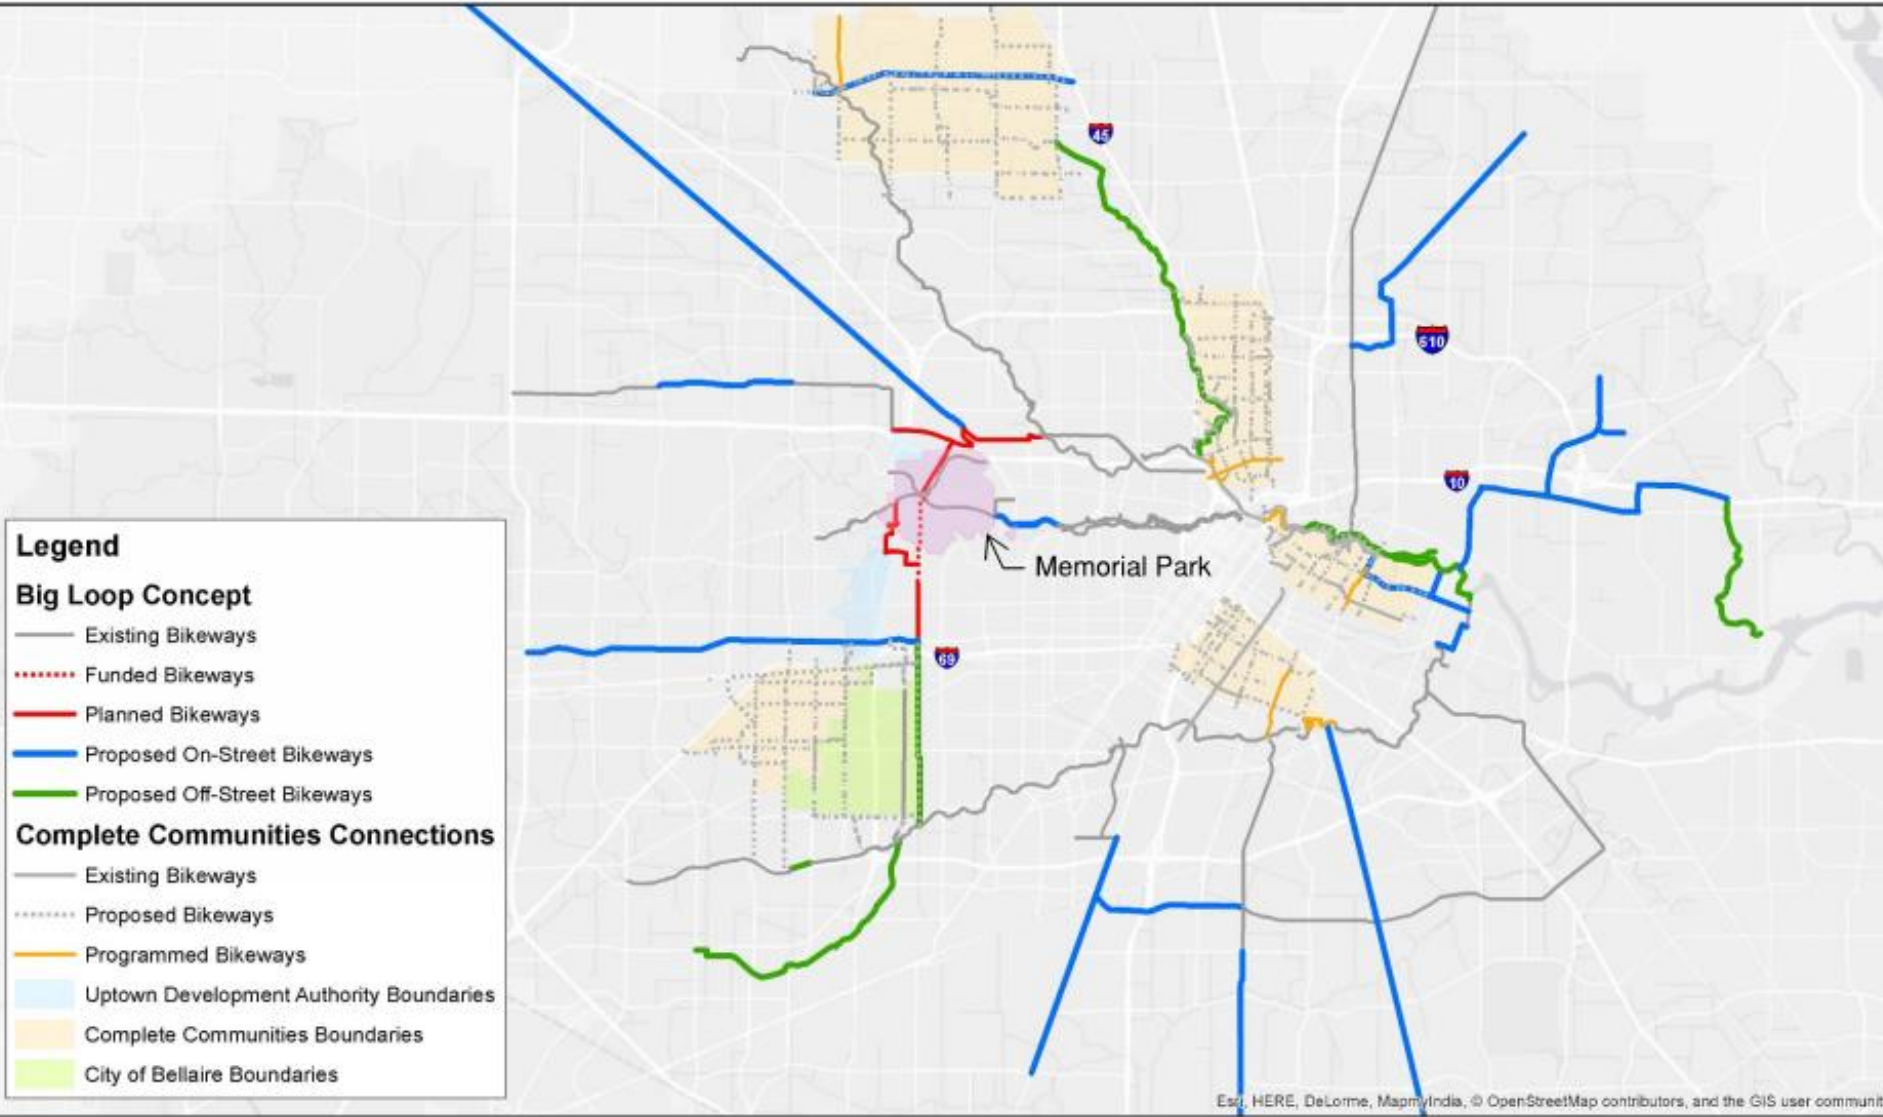 45
610
10
Memorial Park
69
Legend
Big Loop Concept
Existing Bikeways
Funded Bikeways
Planned Bikeways
Proposed On-Street Bikeways
Proposed Off-Street Bikeways
Complete Communities Connections
Existing Bikeways
Proposed Bikeways
Programmed Bikeways
Uptown Development Authority Boundaries
Complete Communities Boundaries
City of Bellaire Boundaries
Esri, HERE, DeLorme, MapmyIndia, © OpenStreetMap contributors, and the GIS user communit